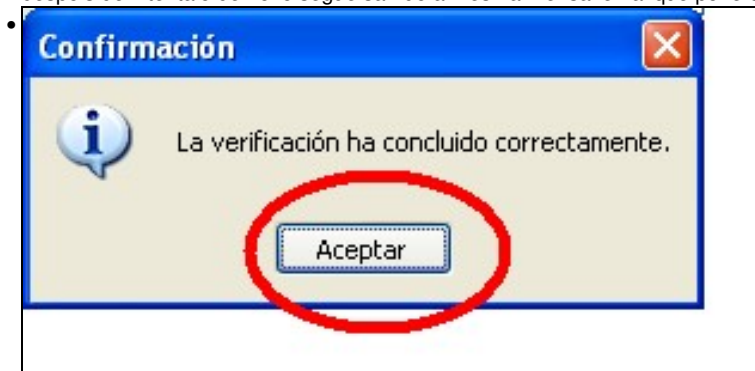 Confirmación
La verificación ha concluido correctamente.
Aceptar